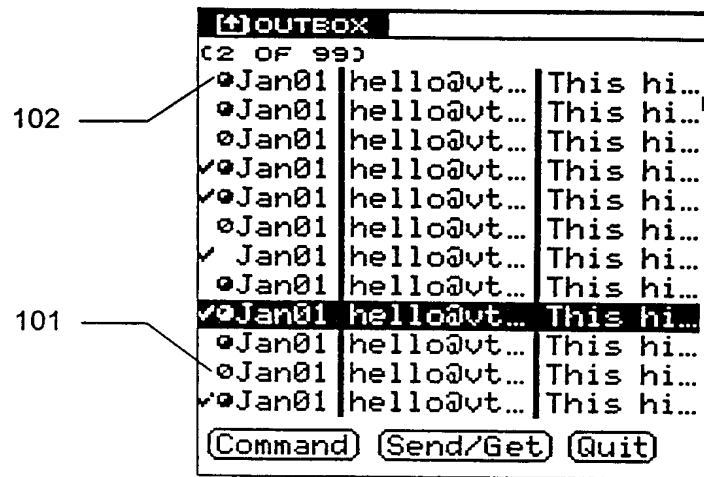 [↑]OUTBOX
(2 OF 99)
102
Jan01 hello@vt… This hi…
Jan01 hello@vt… This hi…
⊘Jan01 hello@vt… This hi…
✓Jan01 hello@vt… This hi…
✓Jan01 hello@vt… This hi…
⊘Jan01 hello@vt… This hi…
✓ Jan01 hello@vt… This hi…
Jan01 hello@vt… This hi…
101
✓Jan01 hello@vt… This hi…
Jan01 hello@vt… This hi…
⊘Jan01 hello@vt… This hi…
✓Jan01 hello@vt… This hi…
(Command) (Send/Get) (Quit)